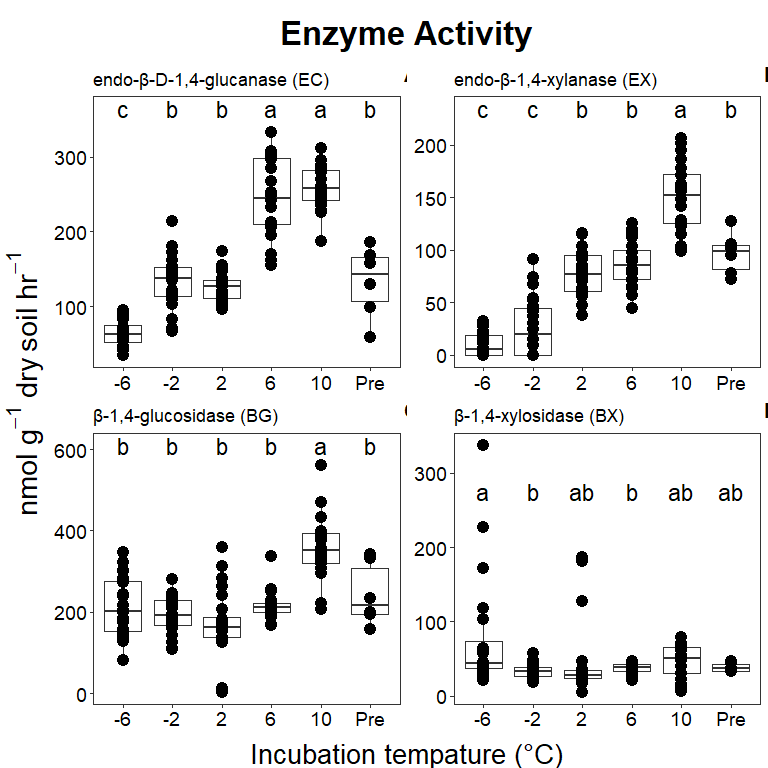 Enzyme Activity
endo-β-D-1,4-glucanase (EC)
c b b a a b
300
200
100
-6 -2 2 6 10 Pre
endo-β-1,4-xylanase (EX)
c c b b a b
200
150
100
50
0
-6 -2 2 6 10 Pre
β-1,4-glucosidase (BG)
b b b b a b
600
400
200
0
-6 -2 2 6 10 Pre
β-1,4-xylosidase (BX)
a b ab b ab ab
300
200
100
0
-6 -2 2 6 10 Pre
nmol g⁻¹ dry soil hr⁻¹
Incubation tempature (°C)